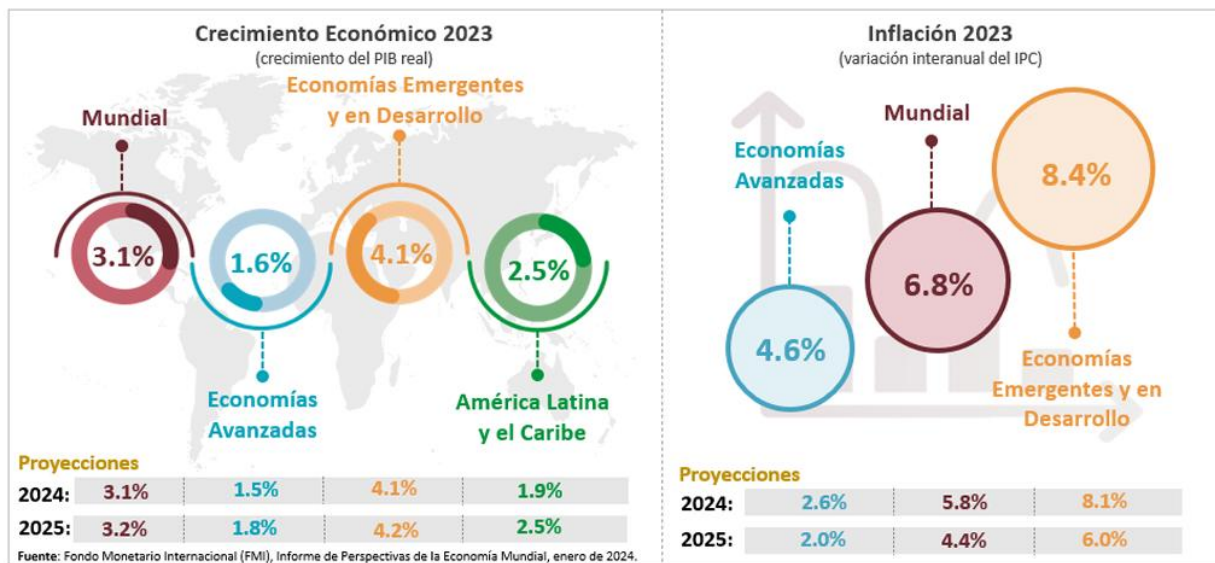 Crecimiento Económico 2023
(crecimiento del PIB real)
Mundial
3.1%
Economías
Avanzadas
1.6%
Economías Emergentes
y en Desarrollo
4.1%
América Latina
y el Caribe
2.5%
Proyecciones
2024: 3.1% 1.5% 4.1% 1.9%
2025: 3.2% 1.8% 4.2% 2.5%
Fuente: Fondo Monetario Internacional (FMI), Informe de Perspectivas de la Economía Mundial, enero de 2024.
Inflación 2023
(variación interanual del IPC)
Economías
Avanzadas
4.6%
Mundial
6.8%
8.4%
Economías
Emergentes y en
Desarrollo
Proyecciones
2024: 2.6% 5.8% 8.1%
2025: 2.0% 4.4% 6.0%